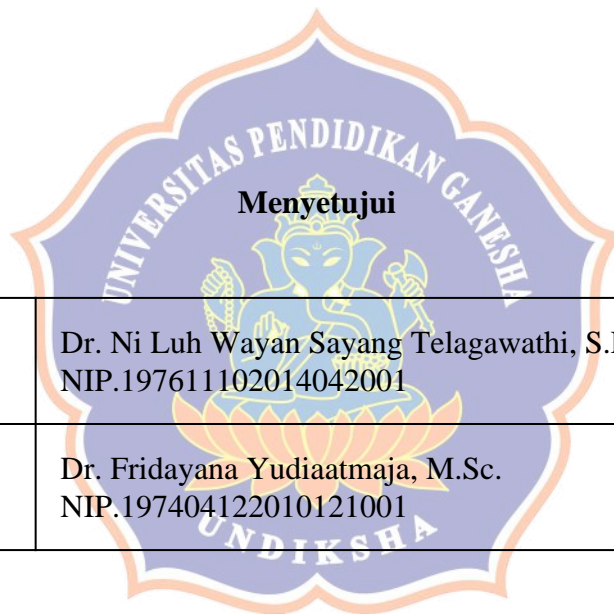 UNIVERSITAS PENDIDIKAN GANESHA
Menyetujui
Dr. Ni Luh Wayan Sayang Telagawathi,
NIP.197611102014042001
Dr. Fridayana Yudiaatmaja, M.Sc.
NIP.197404122010121001
UNDIKSHA